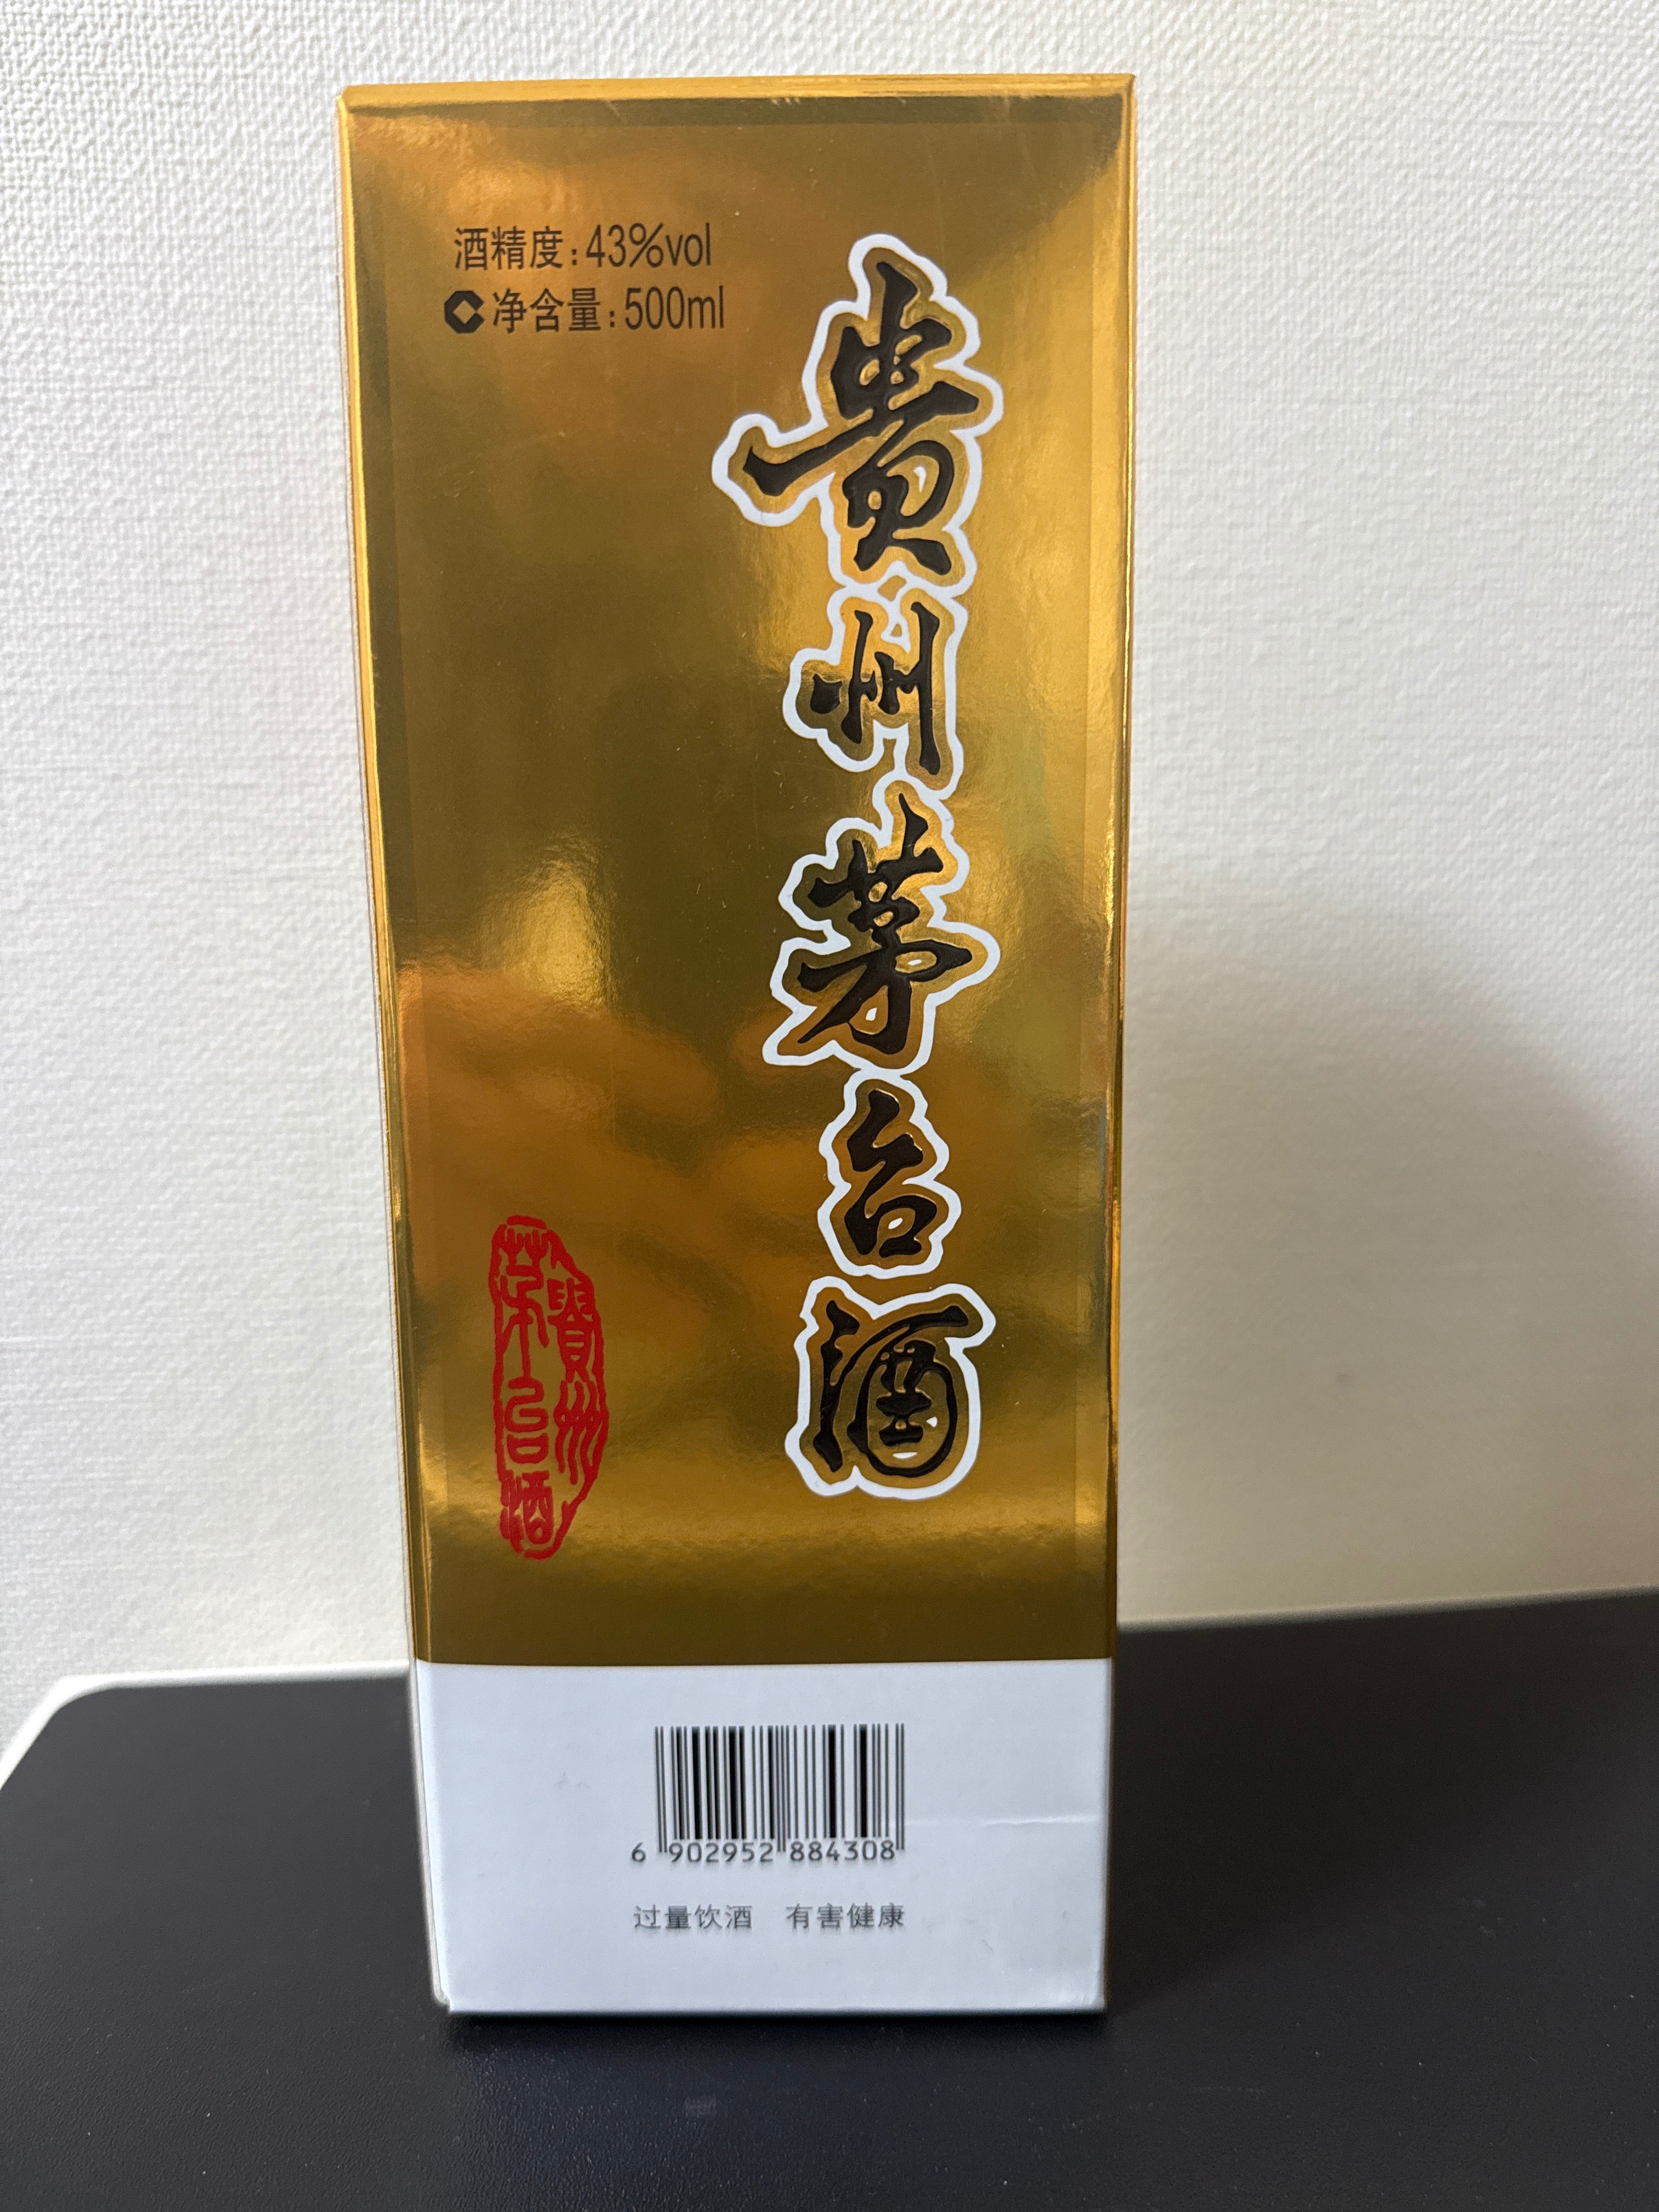 酒精度:43%vol
净含量:500ml
贵州茅台酒
貴州
茅台酒
6 902952 884308
过量饮酒 有害健康